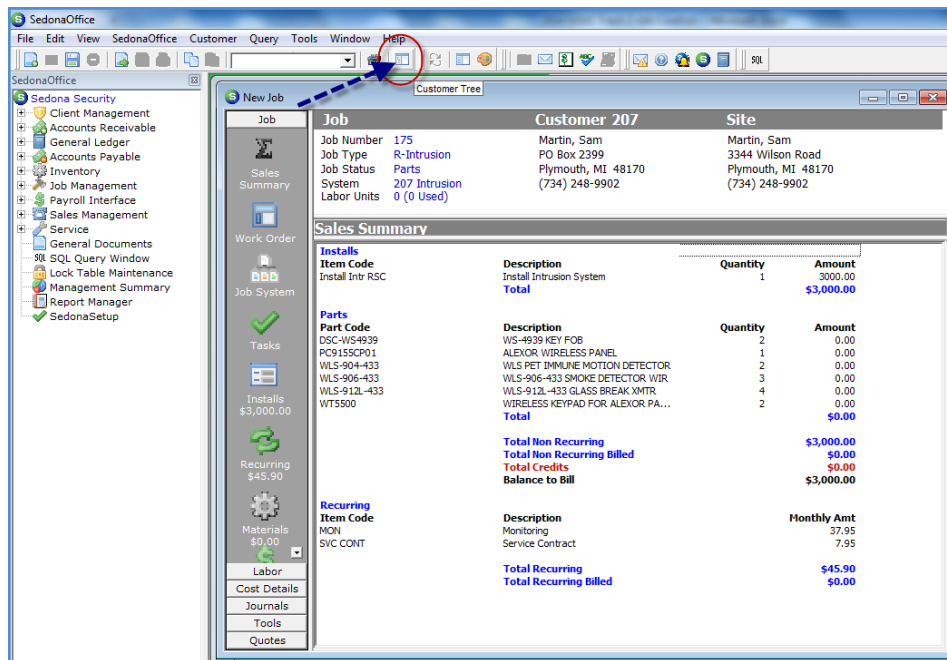 SedonaOffice
File Edit View SedonaOffice Customer Query Tools Window Help
SQL
Customer Tree
SedonaOffice
Sedona Security
Client Management
Accounts Receivable
General Ledger
Accounts Payable
Inventory
Job Management
Payroll Interface
Sales Management
Service
General Documents
SQL SQL Query Window
Lock Table Maintenance
Management Summary
Report Manager
SedonaSetup
New Job
Job
Sales
Summary
Work Order
Job System
Tasks
Installs
$3,000.00
Recurring
$45.90
Materials
$0.00
Labor
Cost Details
Journals
Tools
Quotes
Job Customer 207 Site
Job Number 175 Martin, Sam Martin, Sam
Job Type R-Intrusion PO Box 2399 3344 Wilson Road
Job Status Parts Plymouth, MI 48170 Plymouth, MI 48170
System 207 Intrusion (734) 248-9902 (734) 248-9902
Labor Units 0 (0 Used)
Sales Summary
Installs
Item Code Description Quantity Amount
Install Intr RSC Install Intrusion System 1 3000.00
Total $3,000.00
Parts
Part Code Description Quantity Amount
DSC-WS4939 WS-4939 KEY FOB 2 0.00
PC9155CP01 ALEXOR WIRELESS PANEL 1 0.00
WLS-904-433 WLS PET IMMUNE MOTION DETECTOR 2 0.00
WLS-906-433 WLS-906-433 SMOKE DETECTOR WIR 3 0.00
WLS-912L-433 WLS-912L-433 GLASS BREAK XMTR 4 0.00
WT5500 WIRELESS KEYPAD FOR ALEXOR PA... 2 0.00
Total $0.00
Total Non Recurring $3,000.00
Total Non Recurring Billed $0.00
Total Credits $0.00
Balance to Bill $3,000.00
Recurring
Item Code Description Monthly Amt
MON Monitoring 37.95
SVC CONT Service Contract 7.95
Total Recurring $45.90
Total Recurring Billed $0.00